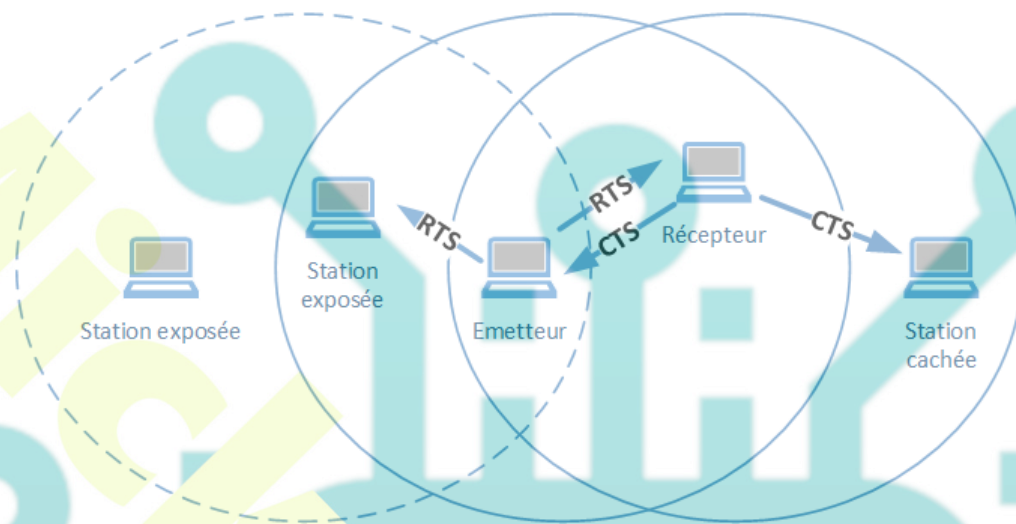 RTS
RTS
CTS
CTS
Récepteur
Station
exposée
Station exposée
Emetteur
Station
cachée